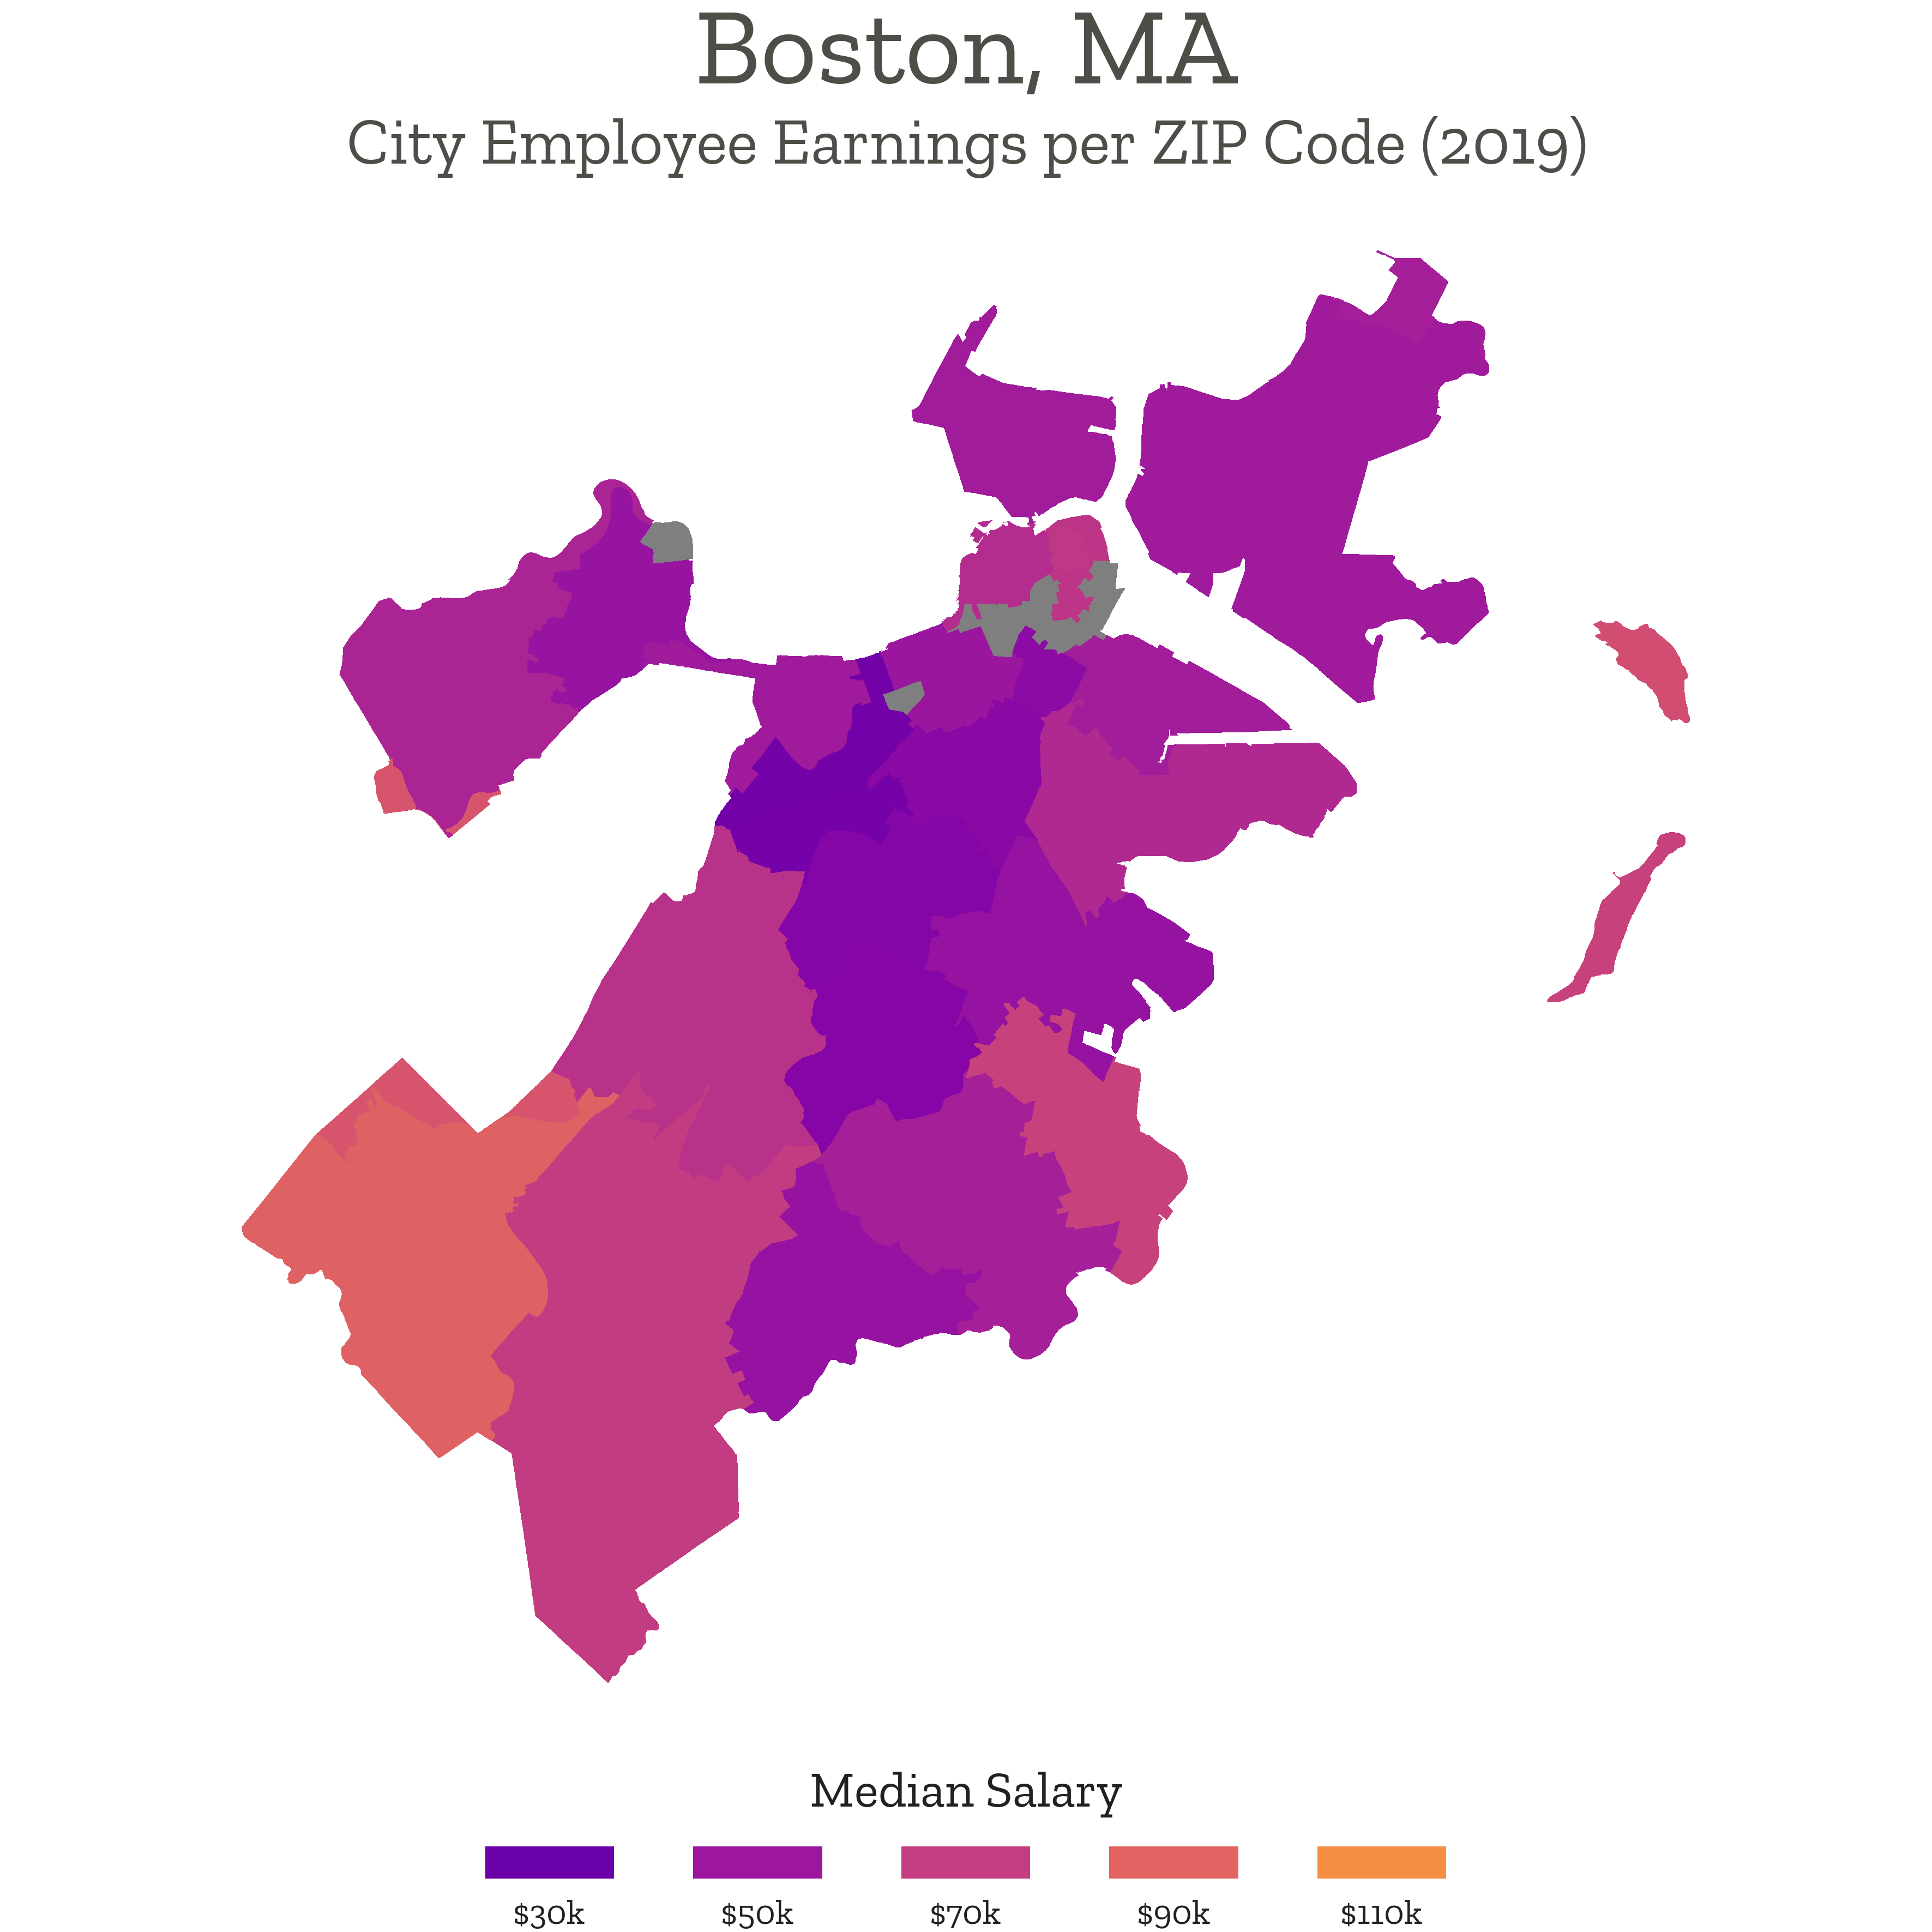 Boston, MA
City Employee Earnings per ZIP Code (2019)
Median Salary
$30k $50k $70k $90k $110k